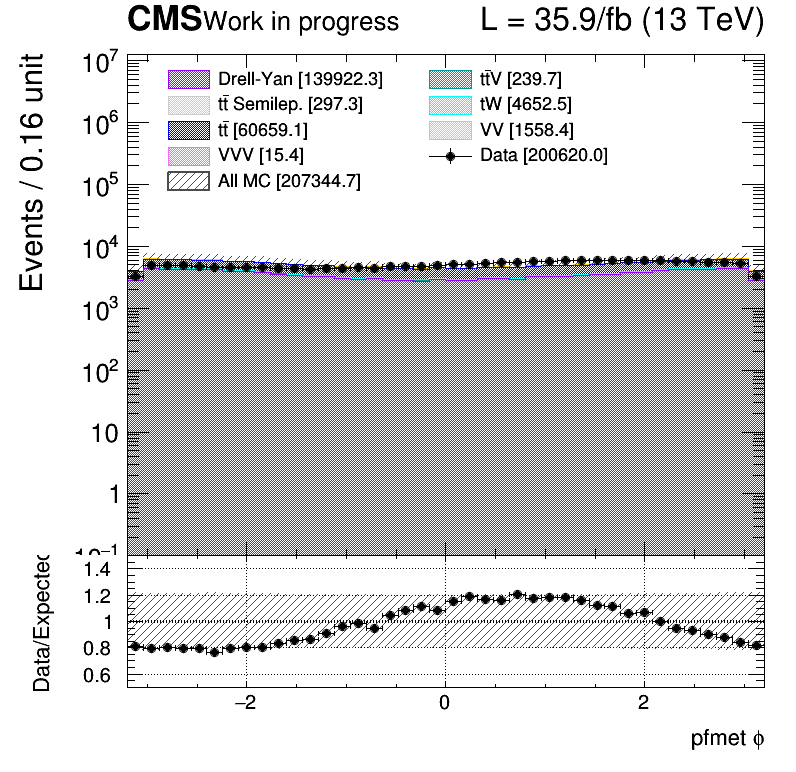 CMS Work in progress L = 35.9/fb (13 TeV)
Events / 0.16 unit
Drell-Yan [139922.3]
tt̄ Semilep. [297.3]
tt̄ [60659.1]
VVV [15.4]
All MC [207344.7]
tt̄V [239.7]
tW [4652.5]
VV [1558.4]
Data [200620.0]
10⁷
10⁶
10⁵
10⁴
10³
10²
10
1
10⁻¹
Data/Expected
1.4
1.2
1
0.8
0.6
−2 0 2
pfmet ϕ